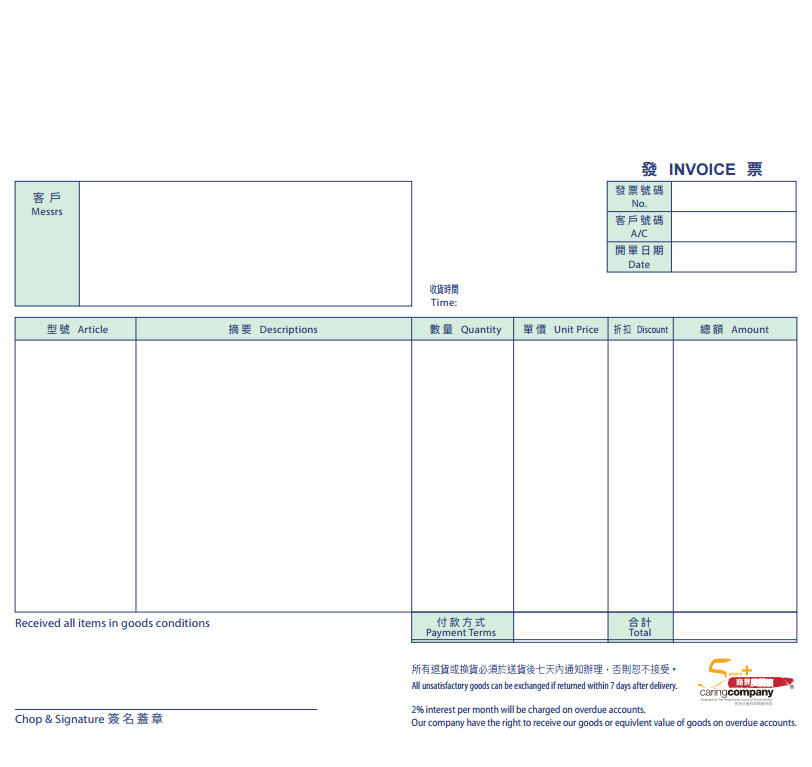 發 INVOICE 票
客 戶
Messrs
發 票 號 碼
No.
客 戶 號 碼
A/C
開 單 日 期
Date
收貨時間
Time:
型 號 Article 摘 要 Descriptions 數 量 Quantity 單 價 Unit Price 折 扣 Discount 總 額 Amount
Received all items in goods conditions
付 款 方 式
Payment Terms
合 計
Total
所有退貨或換貨必須於送貨後七天內通知辦理，否則恕不接受。
All unsatisfactory goods can be exchanged if returned within 7 days after delivery.
5 years +
商界展關懷
caringcompany
Chop & Signature 簽 名 蓋 章
2% interest per month will be charged on overdue accounts.
Our company have the right to receive our goods or equivlent value of goods on overdue accounts.